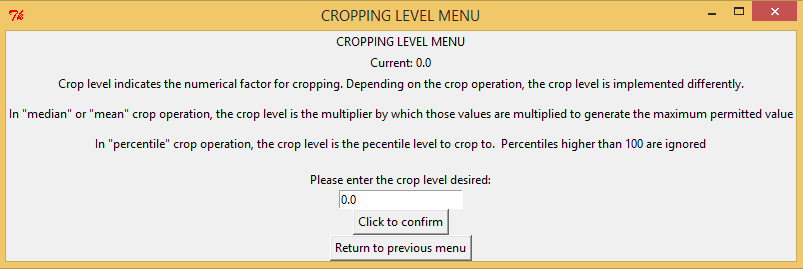 CROPPING LEVEL MENU
CROPPING LEVEL MENU
Current: 0.0
Crop level indicates the numerical factor for cropping. Depending on the crop operation, the crop level is implemented differently.
In "median" or "mean" crop operation, the crop level is the multiplier by which those values are multiplied to generate the maximum permitted value
In "percentile" crop operation, the crop level is the pecentile level to crop to.  Percentiles higher than 100 are ignored
Please enter the crop level desired:
0.0
Click to confirm
Return to previous menu